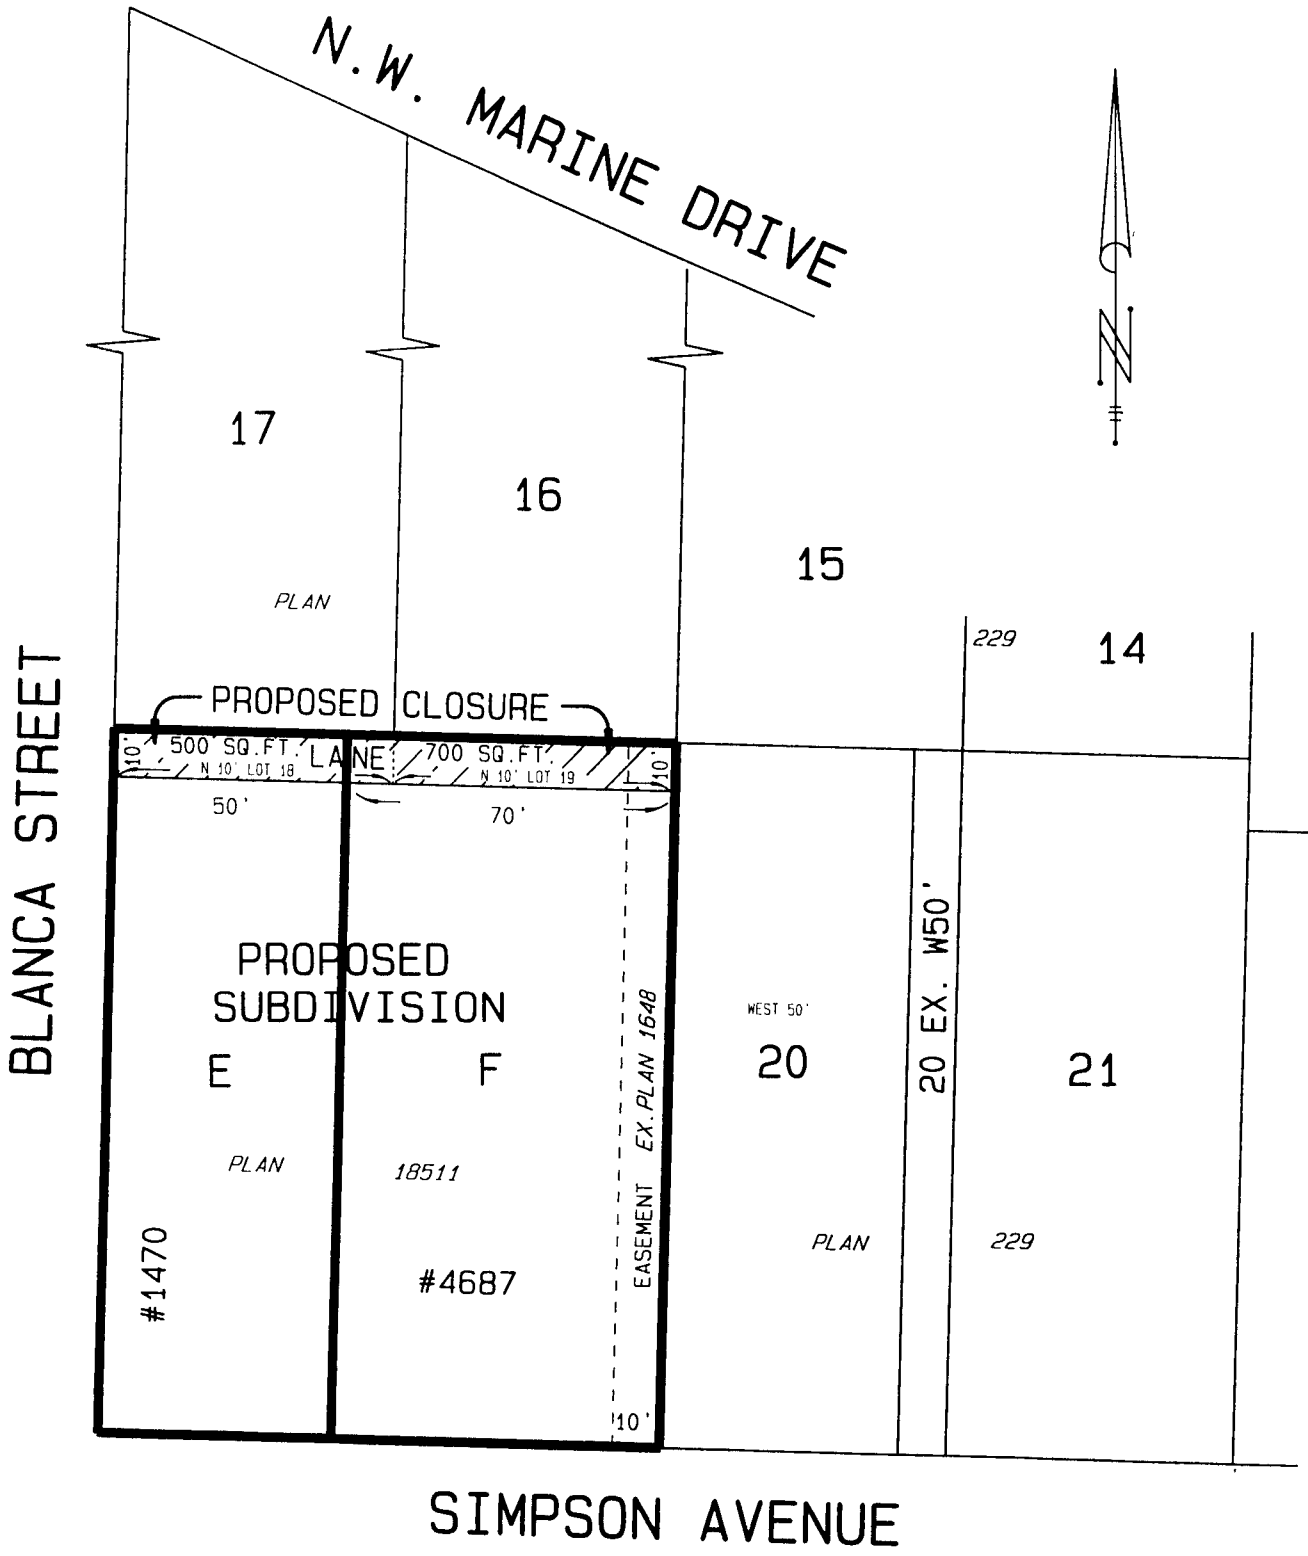 N.W. MARINE DRIVE
N
17
16
15
PLAN
229
14
BLANCA STREET
PROPOSED CLOSURE
10'
500 SQ.FT.
LANE
700 SQ.FT.
10'
N 10' LOT 18
N 10' LOT 19
50'
70'
PROPOSED
SUBDIVISION
E
F
EASEMENT EX. PLAN 1648
WEST 50'
20
20 EX. W50'
21
PLAN
18511
#1470
#4687
PLAN
229
10'
SIMPSON AVENUE